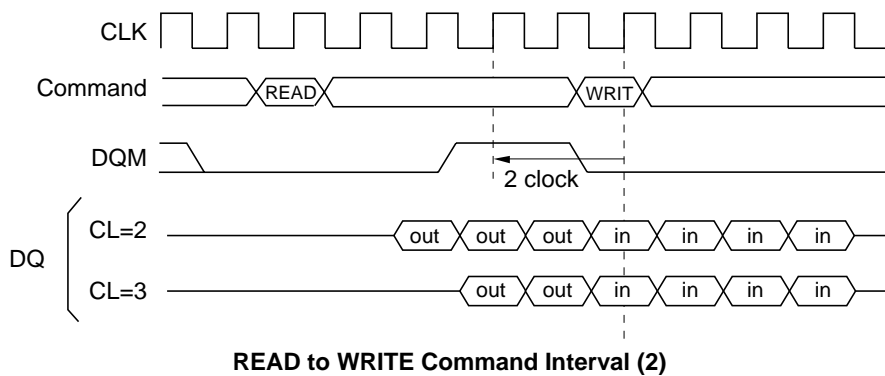 CLK
Command READ WRIT
DQM
2 clock
DQ
CL=2 out out out in in in in
CL=3 out out in in in in
READ to WRITE Command Interval (2)